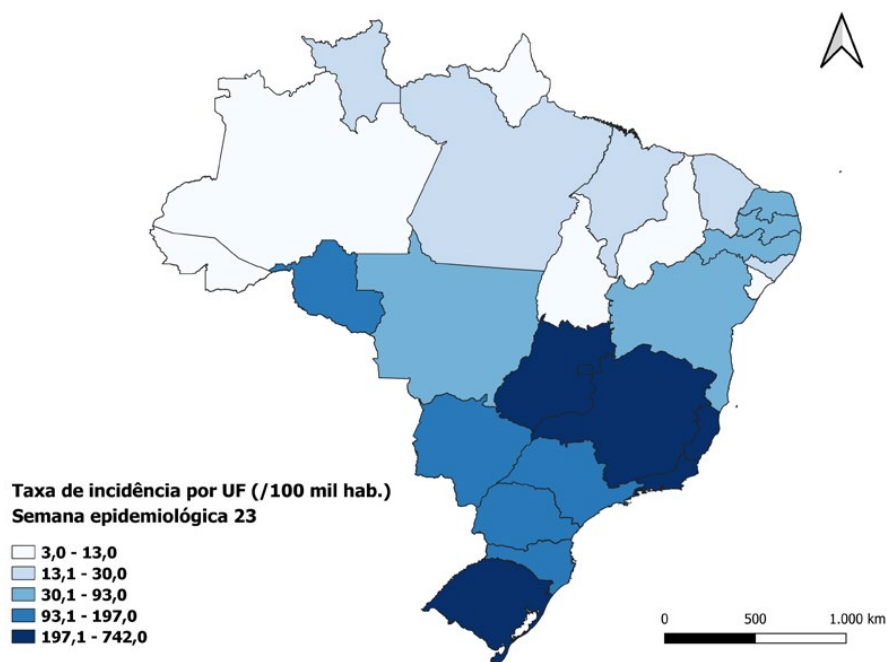 Taxa de incidência por UF (/100 mil hab.)
Semana epidemiológica 23
3,0 - 13,0
13,1 - 30,0
30,1 - 93,0
93,1 - 197,0
197,1 - 742,0
0 500 1.000 km